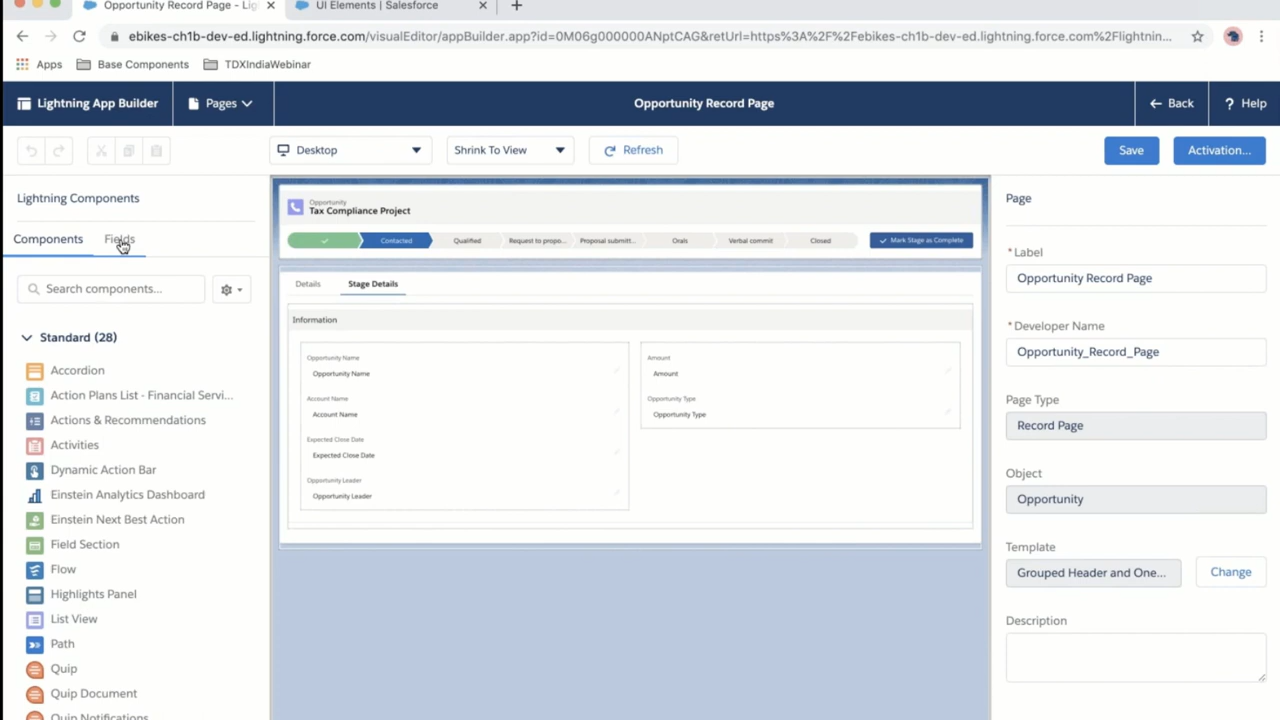 Opportunity Record Page - Lig
UI Elements | Salesforce
ebikes-ch1b-dev-ed.lightning.force.com/visualEditor/appBuilder.app?id=0M06g000000ANptCAG&retUrl=https%3A%2F%2Febikes-ch1b-dev-ed.lightning.force.com%2Flightnin...
Apps
Base Components
TDXIndiaWebinar
Lightning App Builder
Pages
Opportunity Record Page
Back
? Help
Desktop
Shrink To View
Refresh
Save
Activation...
Lightning Components
Components
Fields
Search components...
Standard (28)
Accordion
Action Plans List - Financial Servi...
Actions & Recommendations
Activities
Dynamic Action Bar
Einstein Analytics Dashboard
Einstein Next Best Action
Field Section
Flow
Highlights Panel
List View
Path
Quip
Quip Document
Quip Notifications
Opportunity
Tax Compliance Project
Contacted
Qualified
Request to propo...
Proposal submitt...
Orals
Verbal commit
Closed
Mark Stage as Complete
Details
Stage Details
Information
Opportunity Name
Opportunity Name
Account Name
Account Name
Expected Close Date
Expected Close Date
Opportunity Leader
Opportunity Leader
Amount
Amount
Opportunity Type
Opportunity Type
Page
*Label
Opportunity Record Page
*Developer Name
Opportunity_Record_Page
Page Type
Record Page
Object
Opportunity
Template
Grouped Header and One...
Change
Description